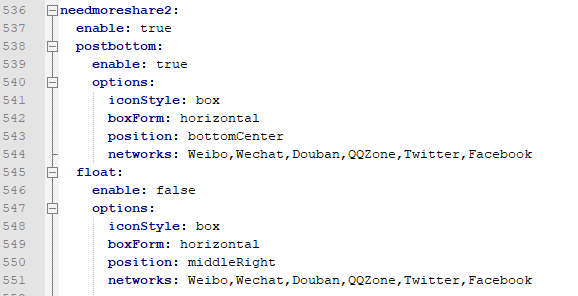 536 needmoreshare2:
537   enable: true
538   postbottom:
539     enable: true
540     options:
541       iconStyle: box
542       boxForm: horizontal
543       position: bottomCenter
544       networks: Weibo,Wechat,Douban,QQZone,Twitter,Facebook
545   float:
546     enable: false
547     options:
548       iconStyle: box
549       boxForm: horizontal
550       position: middleRight
551       networks: Weibo,Wechat,Douban,QQZone,Twitter,Facebook